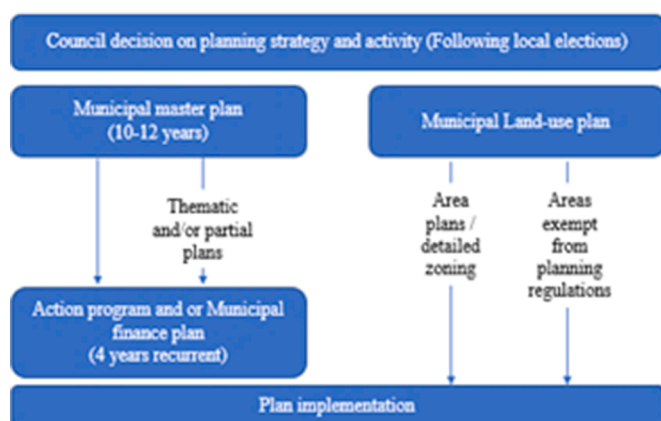 Council decision on planning strategy and activity (Following local elections)
Municipal master plan
(10-12 years)
Municipal Land-use plan
Thematic
and/or partial
plans
Area
plans /
detailed
zoning
Areas
exempt
from
planning
regulations
Action program and or Municipal
finance plan
(4 years recurrent)
Plan implementation